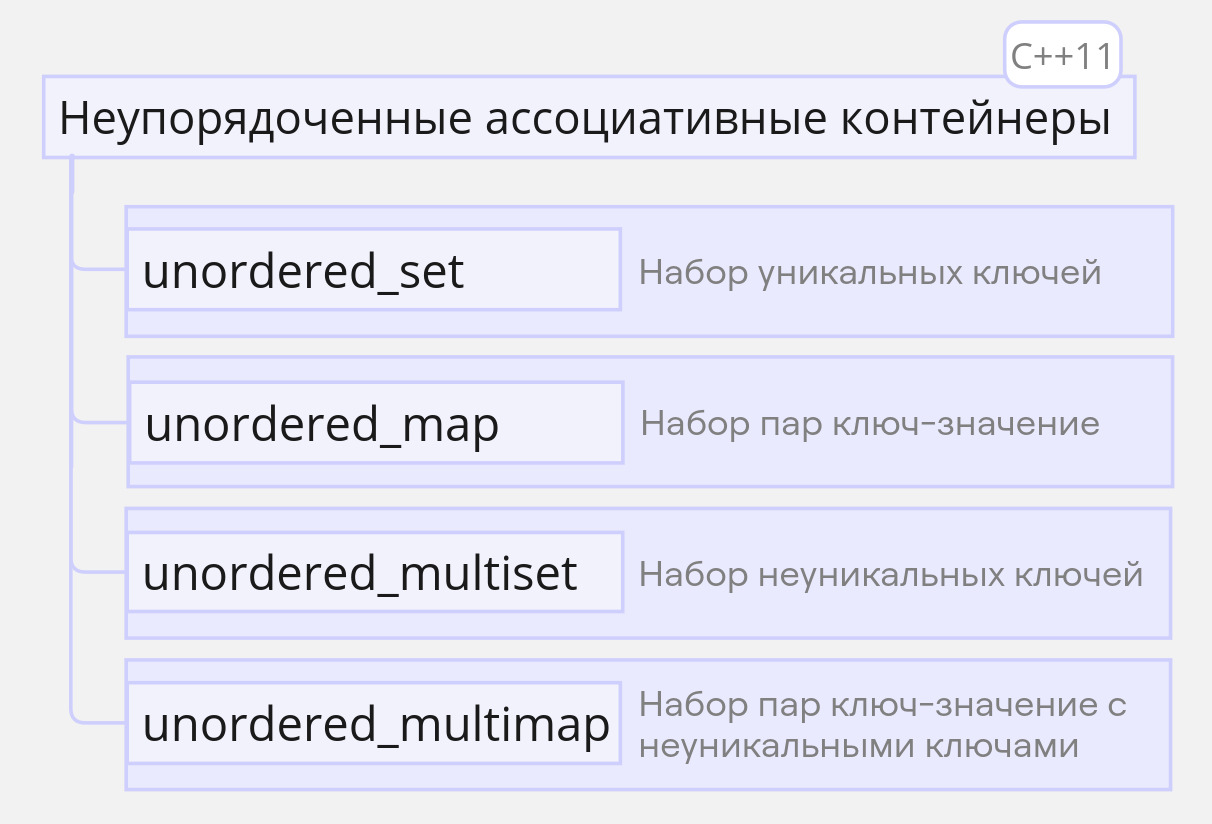 C++11
Неупорядоченные ассоциативные контейнеры
unordered_set
Набор уникальных ключей
unordered_map
Набор пар ключ-значение
unordered_multiset
Набор неуникальных ключей
unordered_multimap
Набор пар ключ-значение с
неуникальными ключами